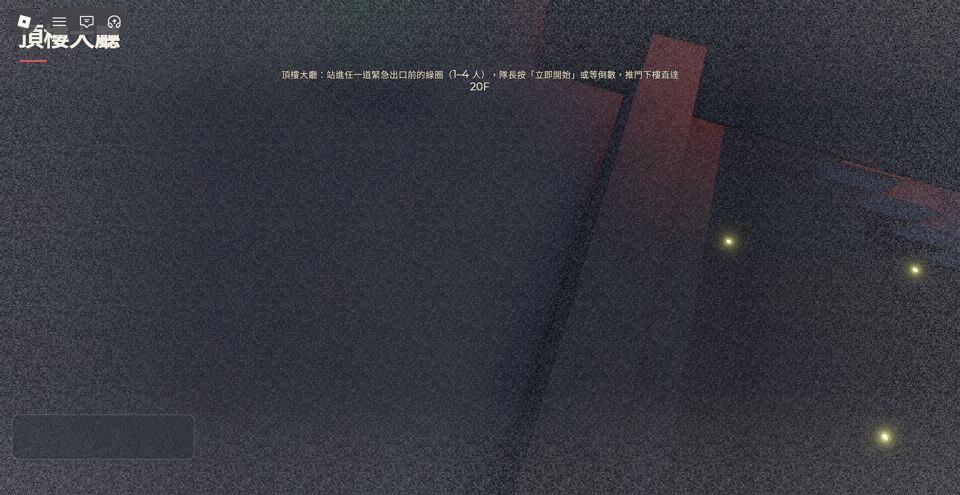 頂樓大廳
頂樓大廳：站進任一道緊急出口前的綠圈（1–4 人），隊長按「立即開始」或等倒數，推門下樓直達
20F